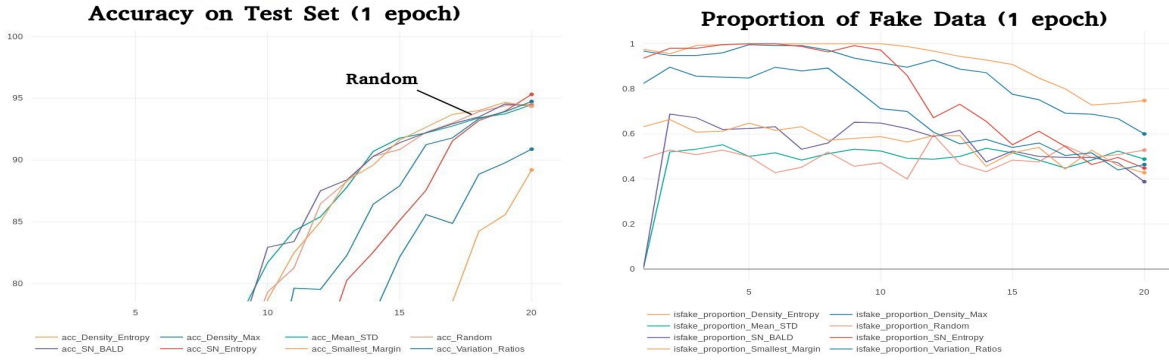 Accuracy on Test Set (1 epoch)
100
95
90
85
80
5
10
15
20
Random
acc_Density_Entropy
acc_Density_Max
acc_Mean_STD
acc_Random
acc_SN_BALD
acc_SN_Entropy
acc_Smallest_Margin
acc_Variation_Ratios
Proportion of Fake Data (1 epoch)
1
0.8
0.6
0.4
0.2
0
5
10
15
20
isfake_proportion_Density_Entropy
isfake_proportion_Density_Max
isfake_proportion_Mean_STD
isfake_proportion_Random
isfake_proportion_SN_BALD
isfake_proportion_SN_Entropy
isfake_proportion_Smallest_Margin
isfake_proportion_Variation_Ratios